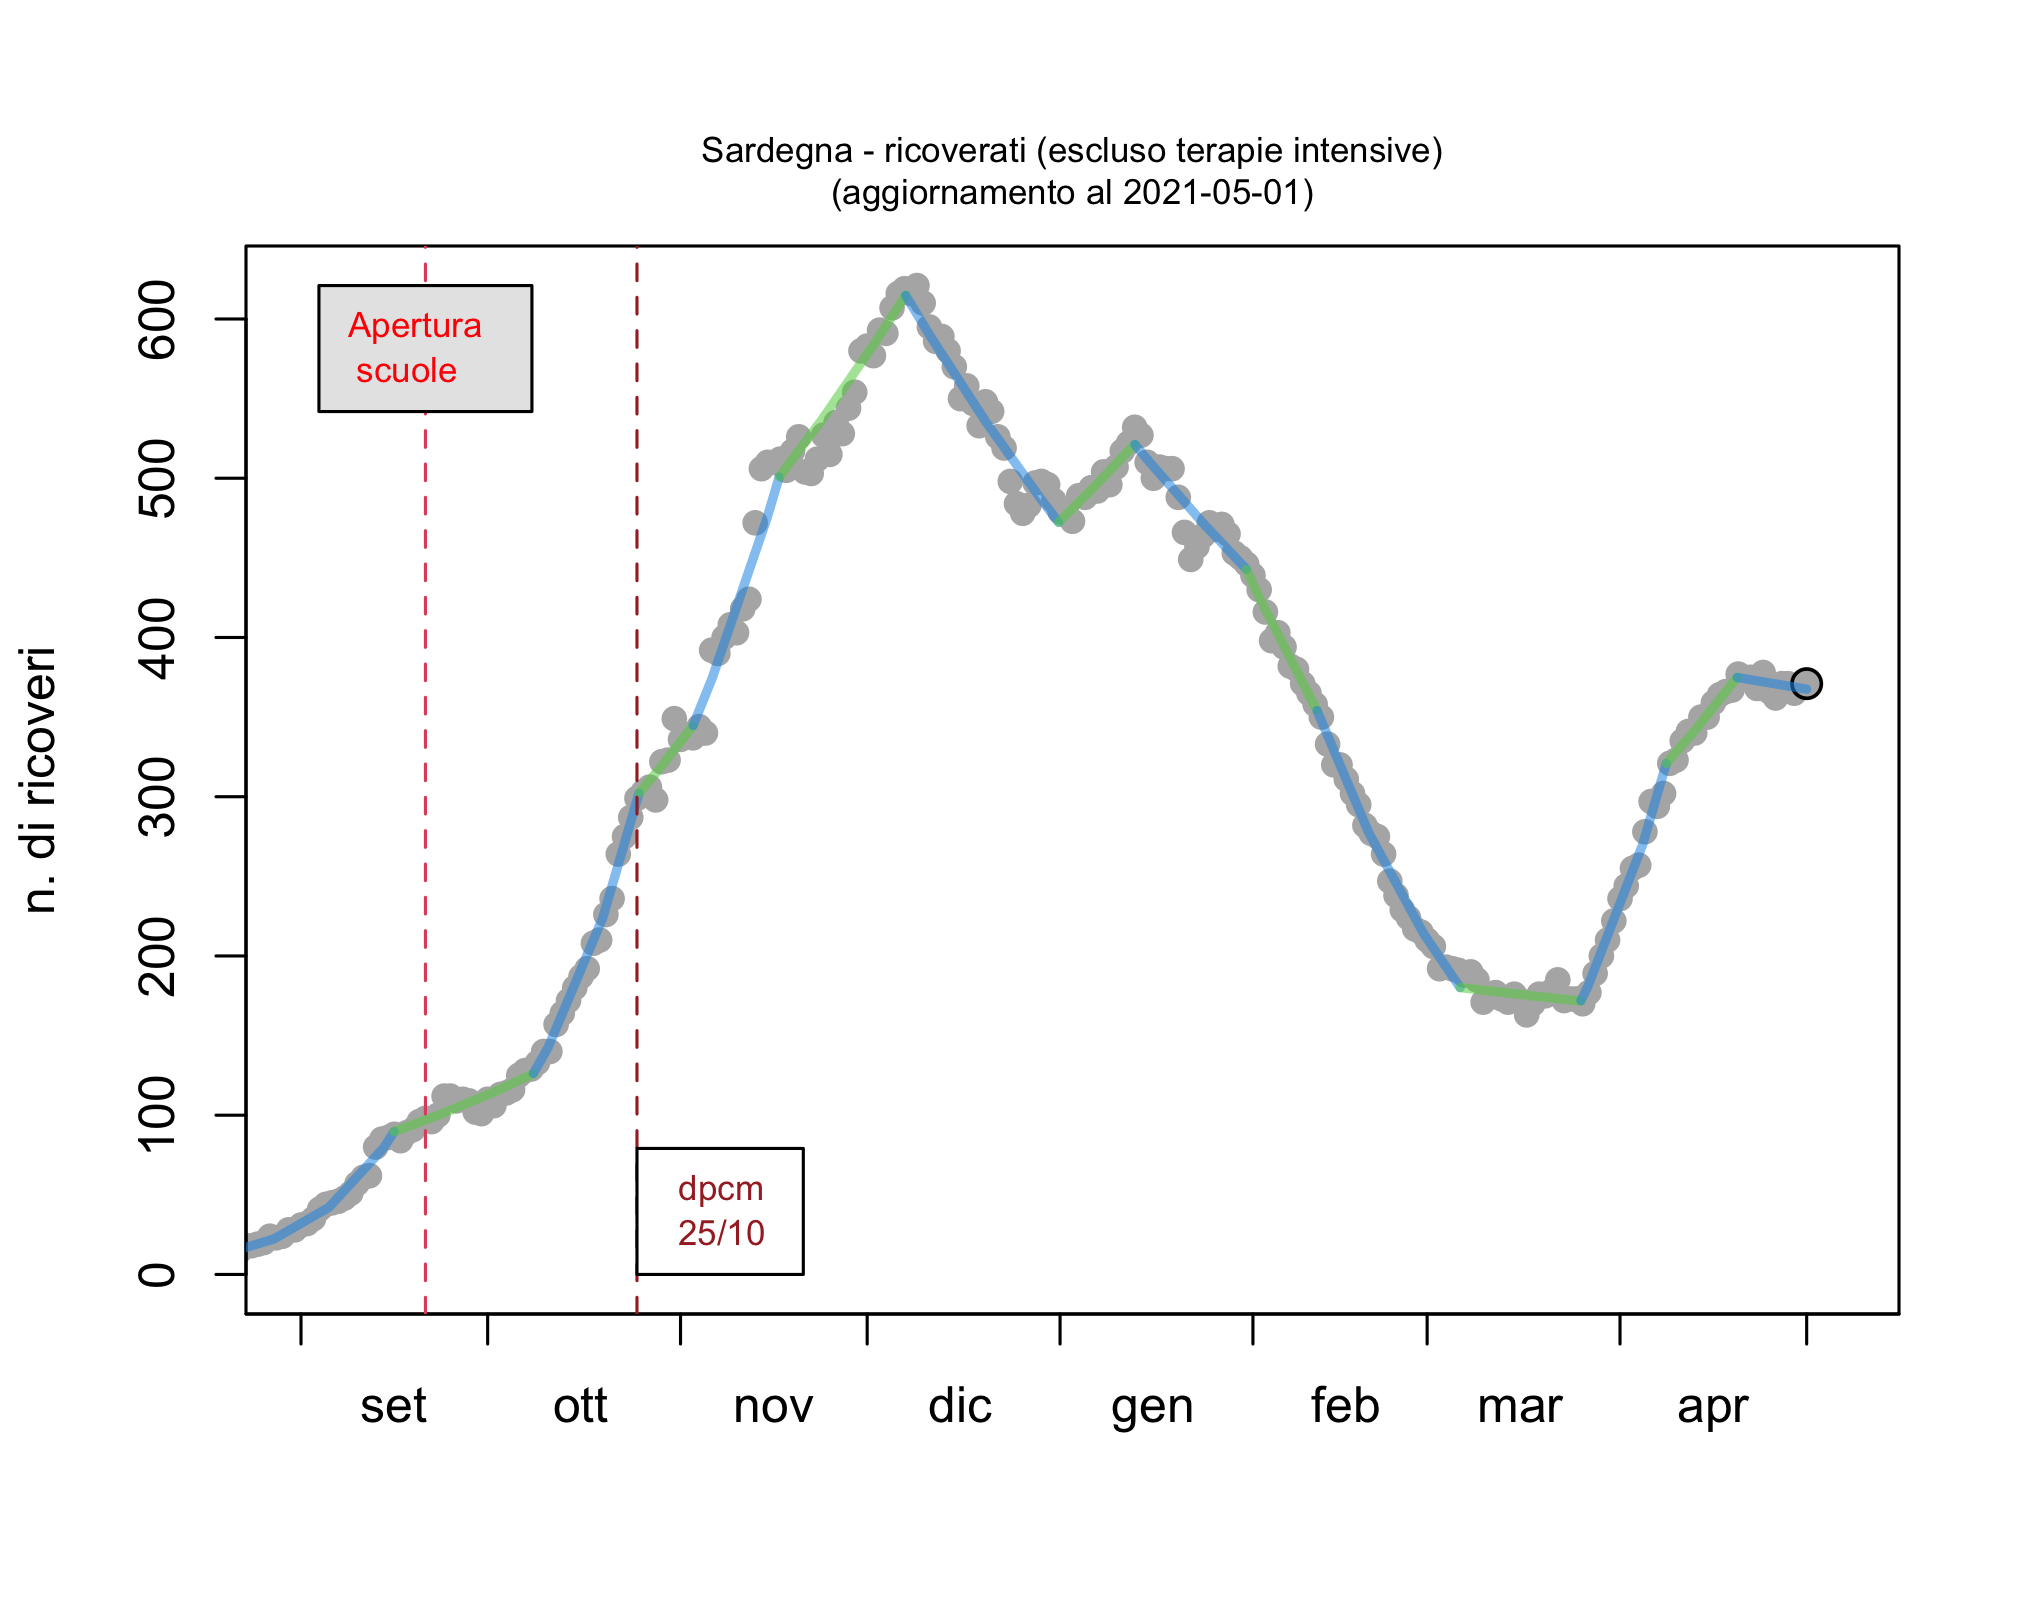 Sardegna - ricoverati (escluso terapie intensive)
(aggiornamento al 2021-05-01)
n. di ricoveri
600
500
400
300
200
100
0
Apertura
scuole
dpcm
25/10
set ott nov dic gen feb mar apr